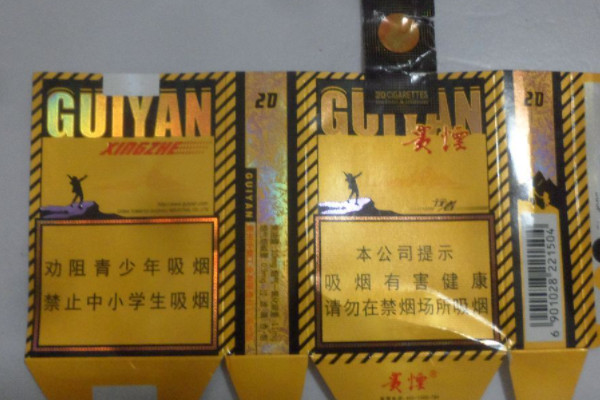 GUIYAN
XINGZHE
劝阻青少年吸烟
禁止中小学生吸烟
20
GUIYAN
20 CIGARETTES
GUIYAN
贵烟
行者
本公司提示
吸烟有害健康
请勿在禁烟场所吸烟
贵烟
20
6 901028 221504